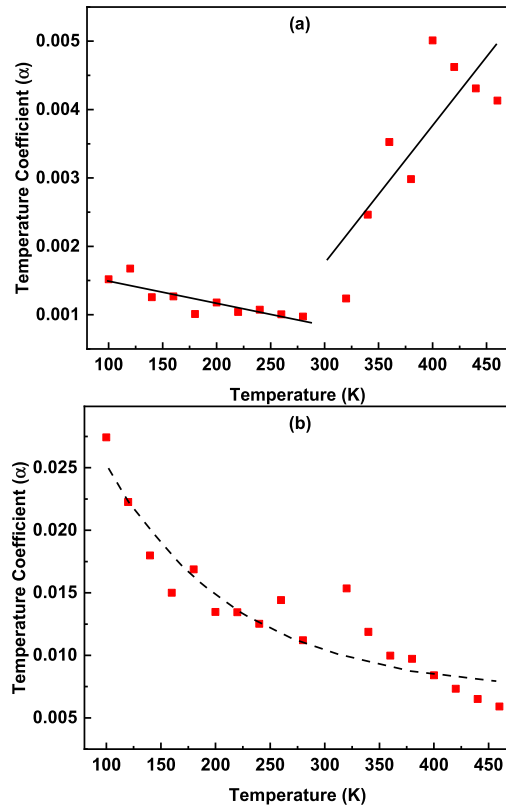 (a)
Temperature Coefficient (α)
0.005
0.004
0.003
0.002
0.001
100 150 200 250 300 350 400 450
Temperature (K)
(b)
Temperature Coefficient (α)
0.025
0.020
0.015
0.010
0.005
100 150 200 250 300 350 400 450
Temperature (K)